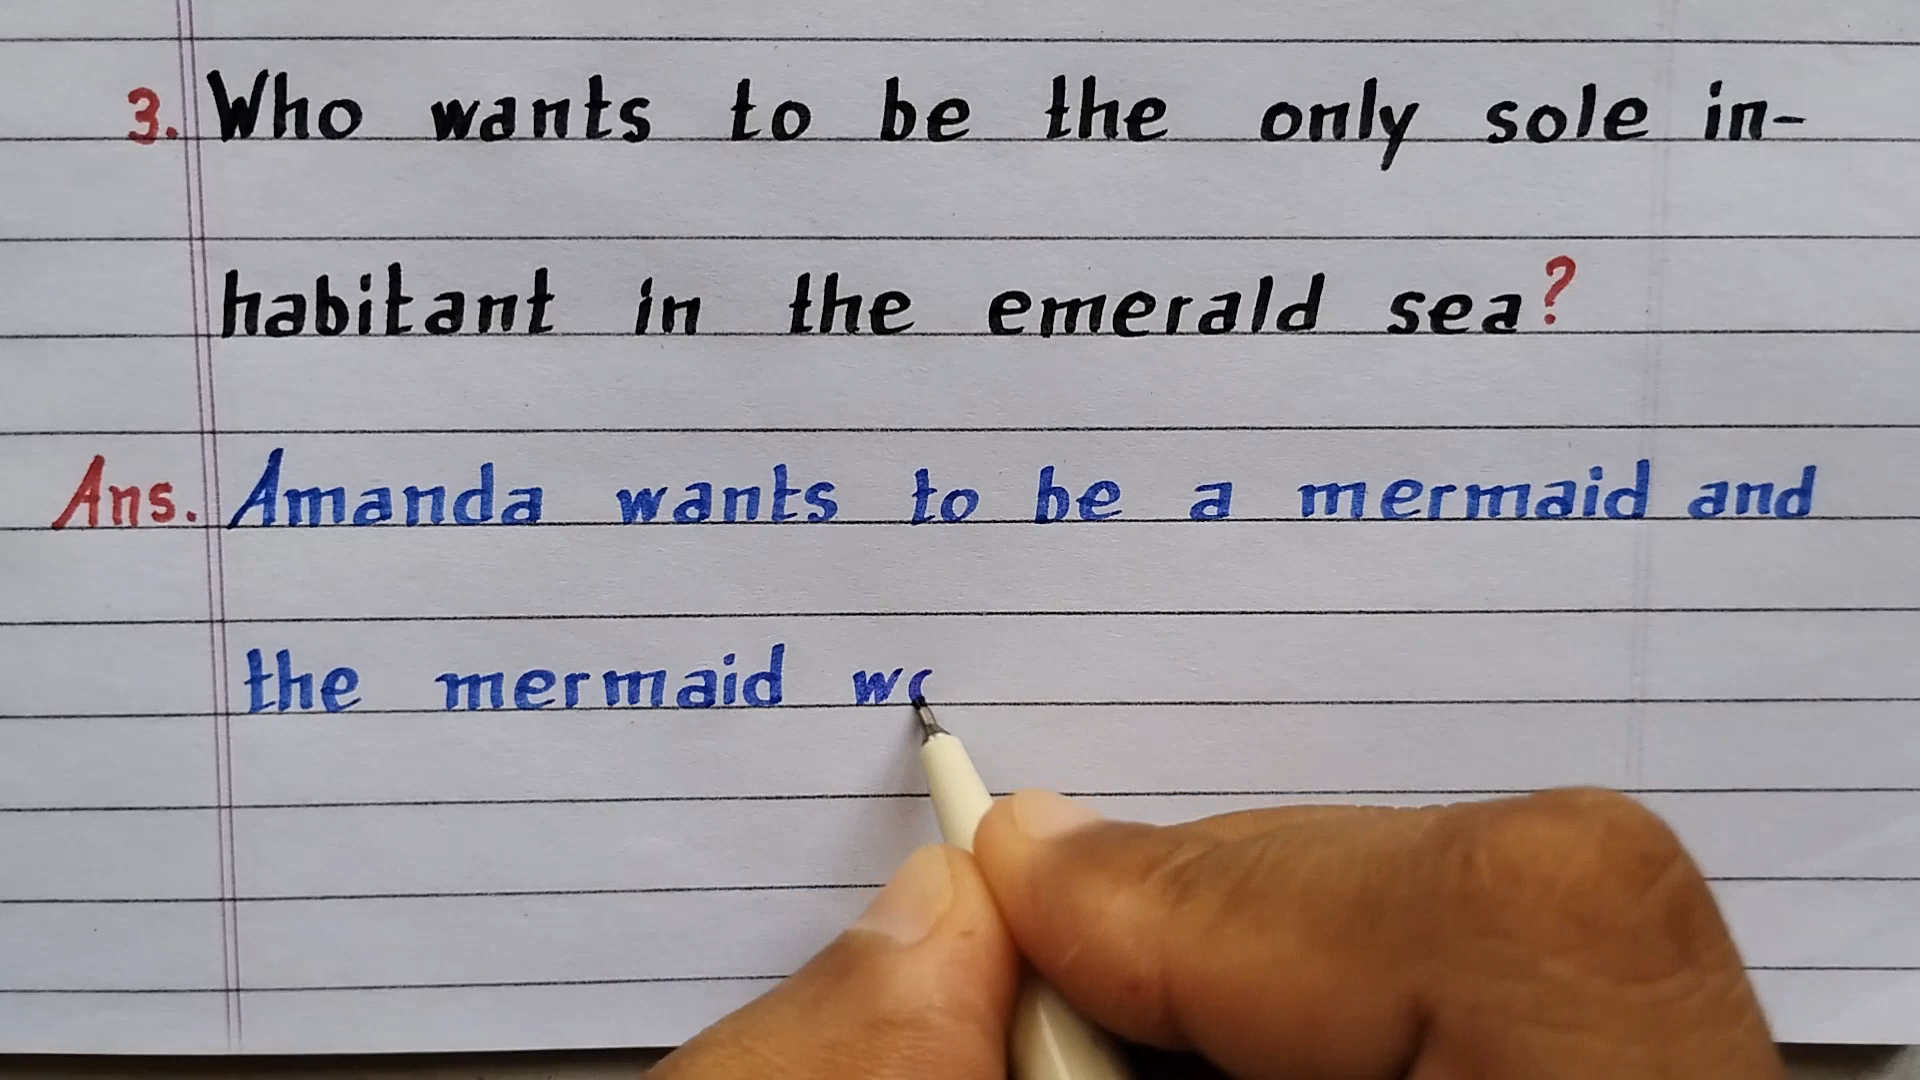 3. Who wants to be the only sole in-
habitant in the emerald sea?
Ans. Amanda wants to be a mermaid and
the mermaid